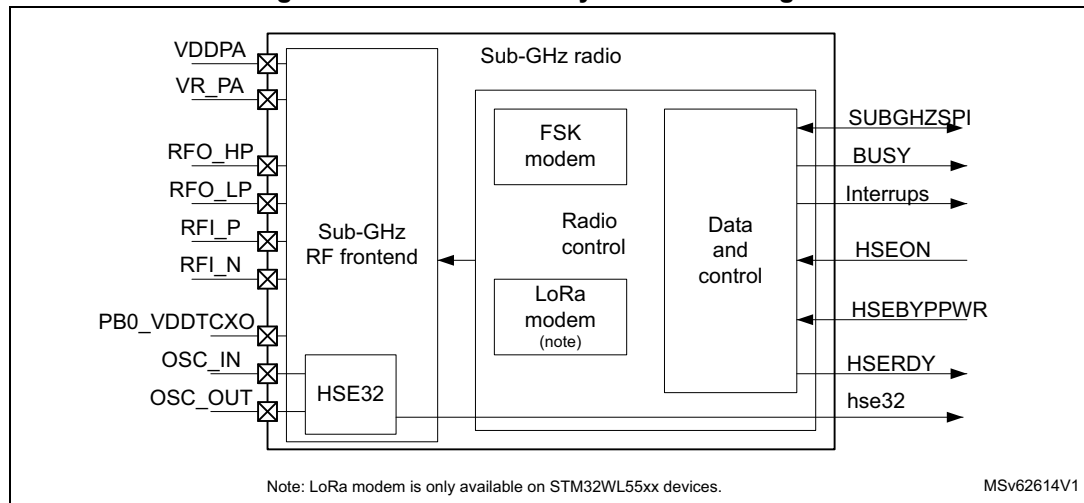 VDDPA
VR_PA
RFO_HP
RFO_LP
RFI_P
RFI_N
PB0_VDDTCXO
OSC_IN
OSC_OUT
Sub-GHz
RF frontend
HSE32
Sub-GHz radio
FSK
modem
Radio
control
LoRa
modem
(note)
Data
and
control
SUBGHZSPI
BUSY
Interrups
HSEON
HSEBYPPWR
HSERDY
hse32
Note: LoRa modem is only available on STM32WL55xx devices.
MSv62614V1